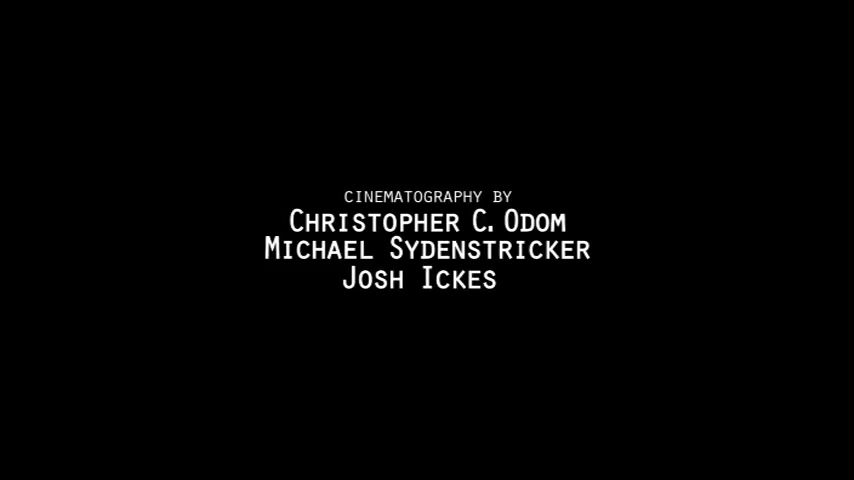 CINEMATOGRAPHY BY
CHRISTOPHER C. ODOM
MICHAEL SYDENSTRICKER
JOSH ICKES